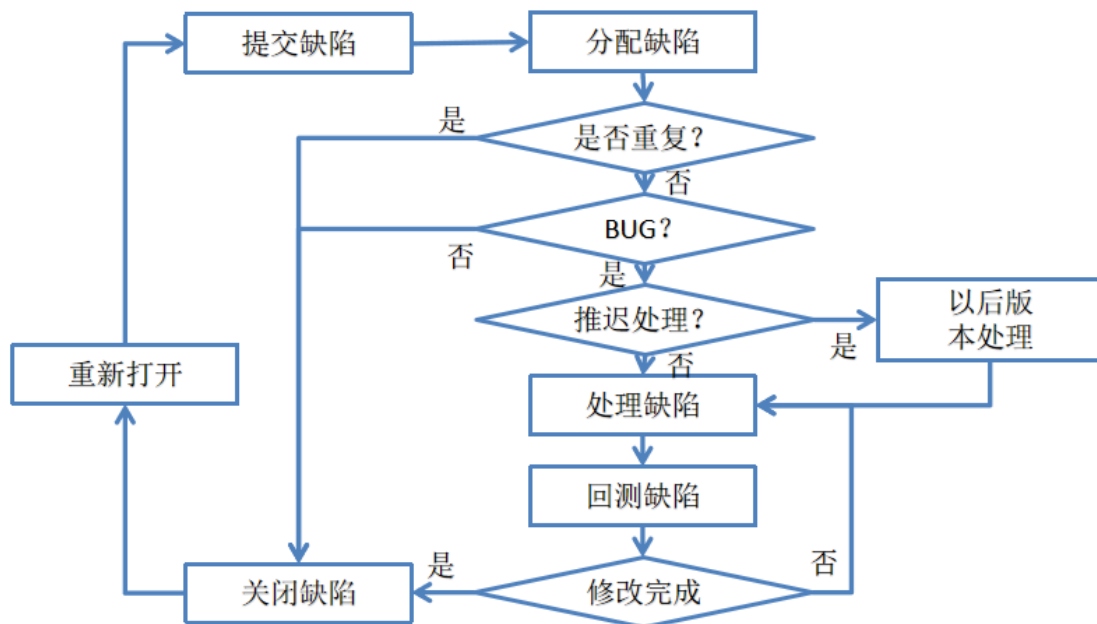 提交缺陷
分配缺陷
是
是否重复？
否
BUG？
否
是
推迟处理？
是
以后版
本处理
否
重新打开
处理缺陷
回测缺陷
关闭缺陷
是
修改完成
否